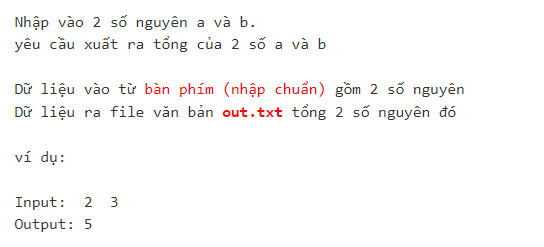 Nhập vào 2 số nguyên a và b.
yêu cầu xuất ra tổng của 2 số a và b
Dữ liệu vào từ bàn phím (nhập chuẩn) gồm 2 số nguyên
Dữ liệu ra file văn bản out.txt tổng 2 số nguyên đó
ví dụ:
Input:  2  3
Output: 5